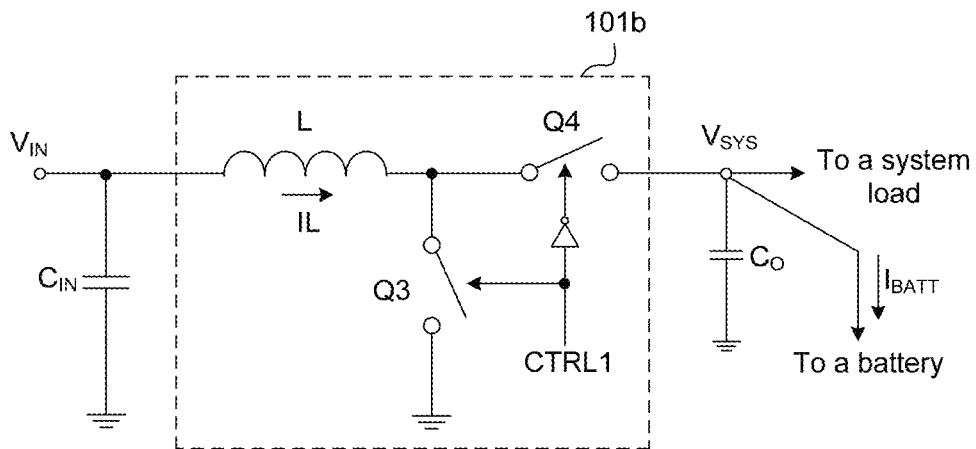 101b
L
Q4
V_IN
V_SYS
To a system
load
IL
C_IN
Q3
C_O
I_BATT
CTRL1
To a battery